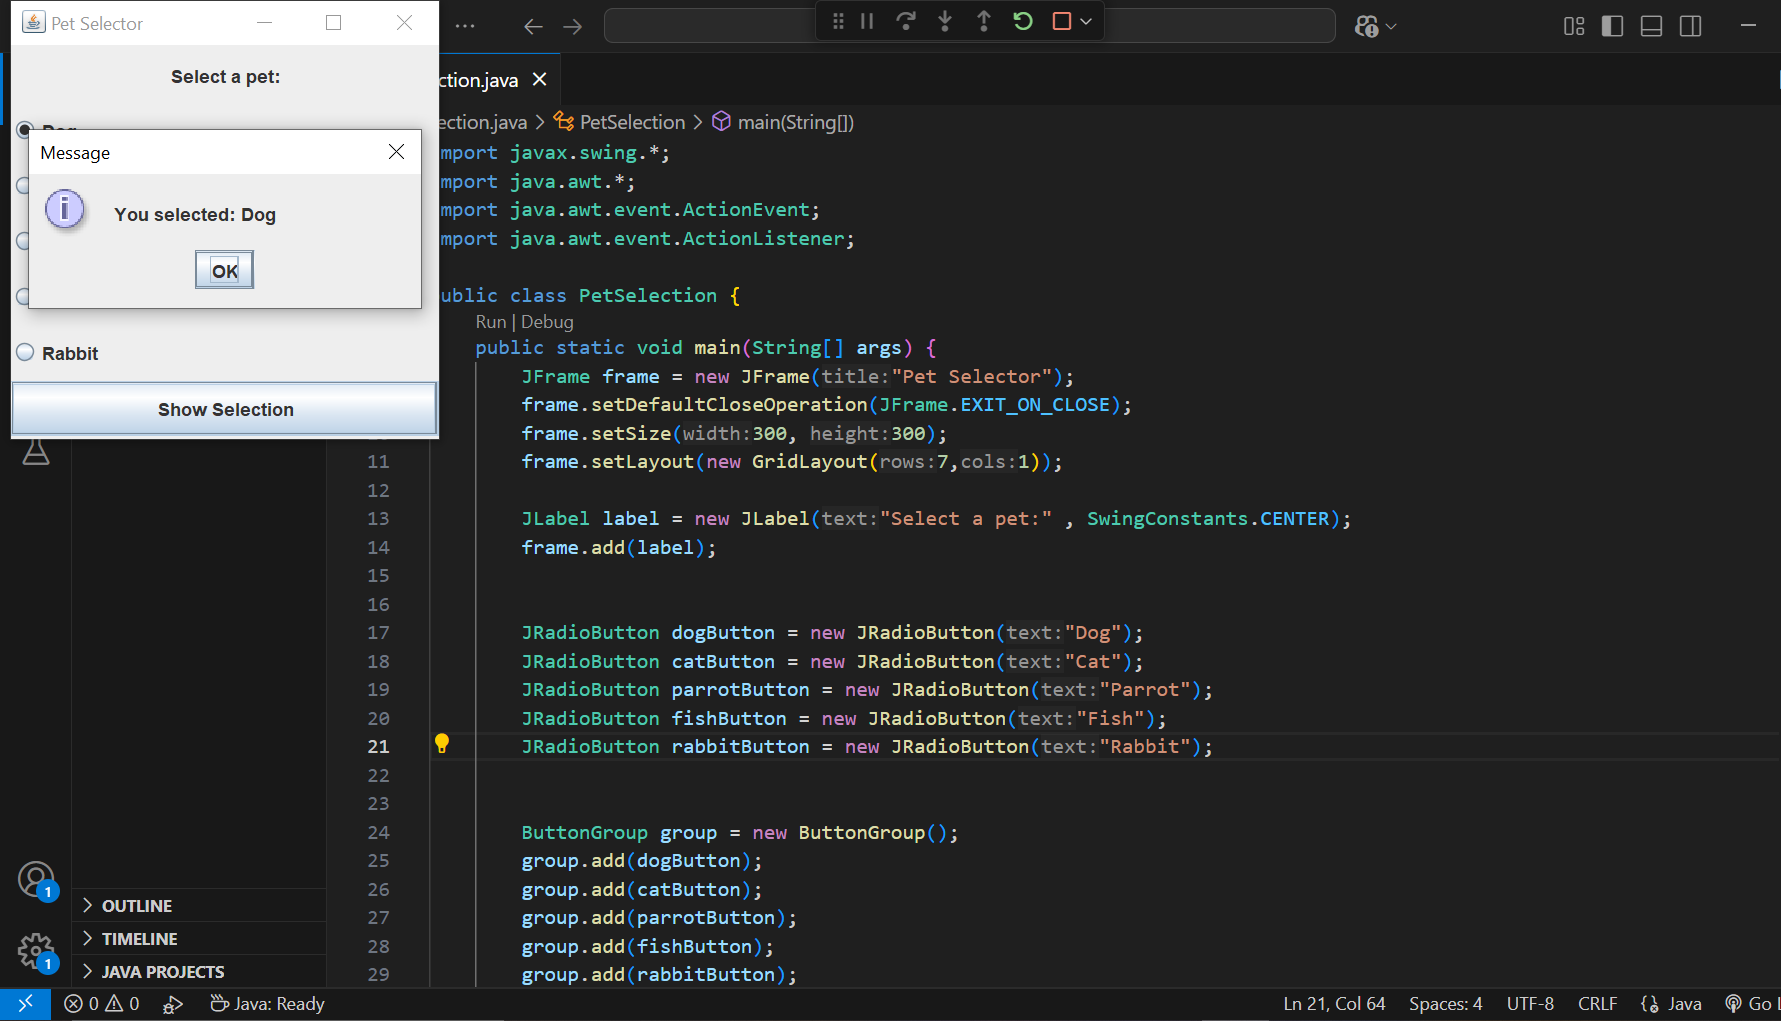 Pet Selector
Select a pet:
Dog
Message
You selected: Dog
OK
Rabbit
Show Selection
ction.java
ection.java > PetSelection > main(String[])
mport javax.swing.*;
mport java.awt.*;
mport java.awt.event.ActionEvent;
mport java.awt.event.ActionListener;
ublic class PetSelection {
Run | Debug
public static void main(String[] args) {
JFrame frame = new JFrame(title:"Pet Selector");
frame.setDefaultCloseOperation(JFrame.EXIT_ON_CLOSE);
frame.setSize(width:300, height:300);
11 frame.setLayout(new GridLayout(rows:7,cols:1));
12
13 JLabel label = new JLabel(text:"Select a pet:" , SwingConstants.CENTER);
14 frame.add(label);
15
16
17 JRadioButton dogButton = new JRadioButton(text:"Dog");
18 JRadioButton catButton = new JRadioButton(text:"Cat");
19 JRadioButton parrotButton = new JRadioButton(text:"Parrot");
20 JRadioButton fishButton = new JRadioButton(text:"Fish");
21 JRadioButton rabbitButton = new JRadioButton(text:"Rabbit");
22
23
24 ButtonGroup group = new ButtonGroup();
25 group.add(dogButton);
26 group.add(catButton);
27 group.add(parrotButton);
28 group.add(fishButton);
29 group.add(rabbitButton);
1
1
OUTLINE
TIMELINE
JAVA PROJECTS
0 0 Java: Ready Ln 21, Col 64 Spaces: 4 UTF-8 CRLF Java Go